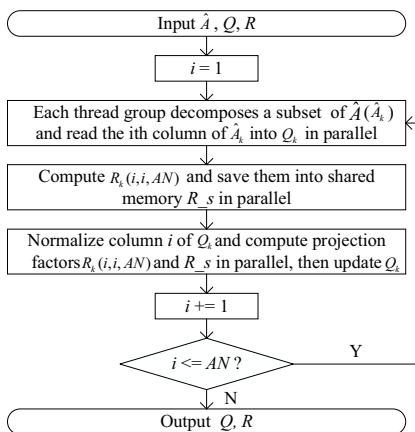 Input Â, Q, R
i = 1
Each thread group decomposes a subset of Â(Âₖ)
and read the ith column of Âₖ into Qₖ in parallel
Compute Rₖ(i,i,AN) and save them into shared
memory R_s in parallel
Normalize column i of Qₖ and compute projection
factors Rₖ(i,i,AN) and R_s in parallel, then update Qₖ
i += 1
i <= AN?
Y
N
Output Q, R